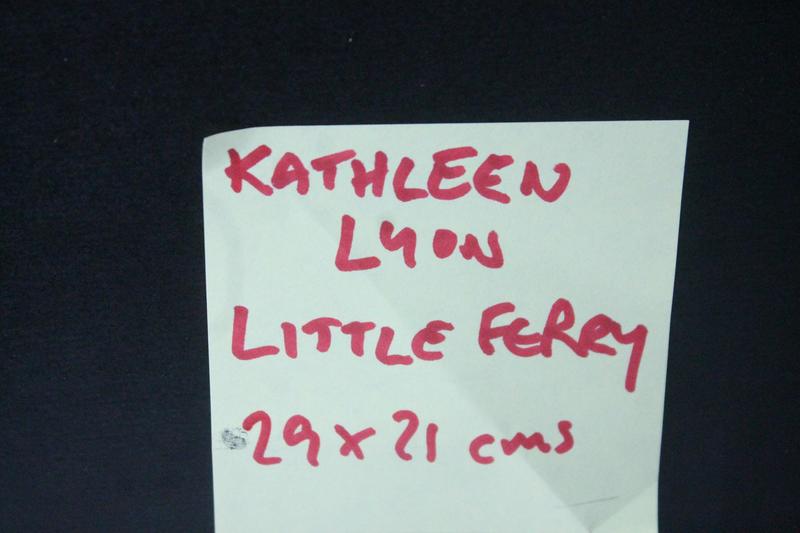 KATHLEEN
LYON
LITTLE FERRY
29 x 21 cms